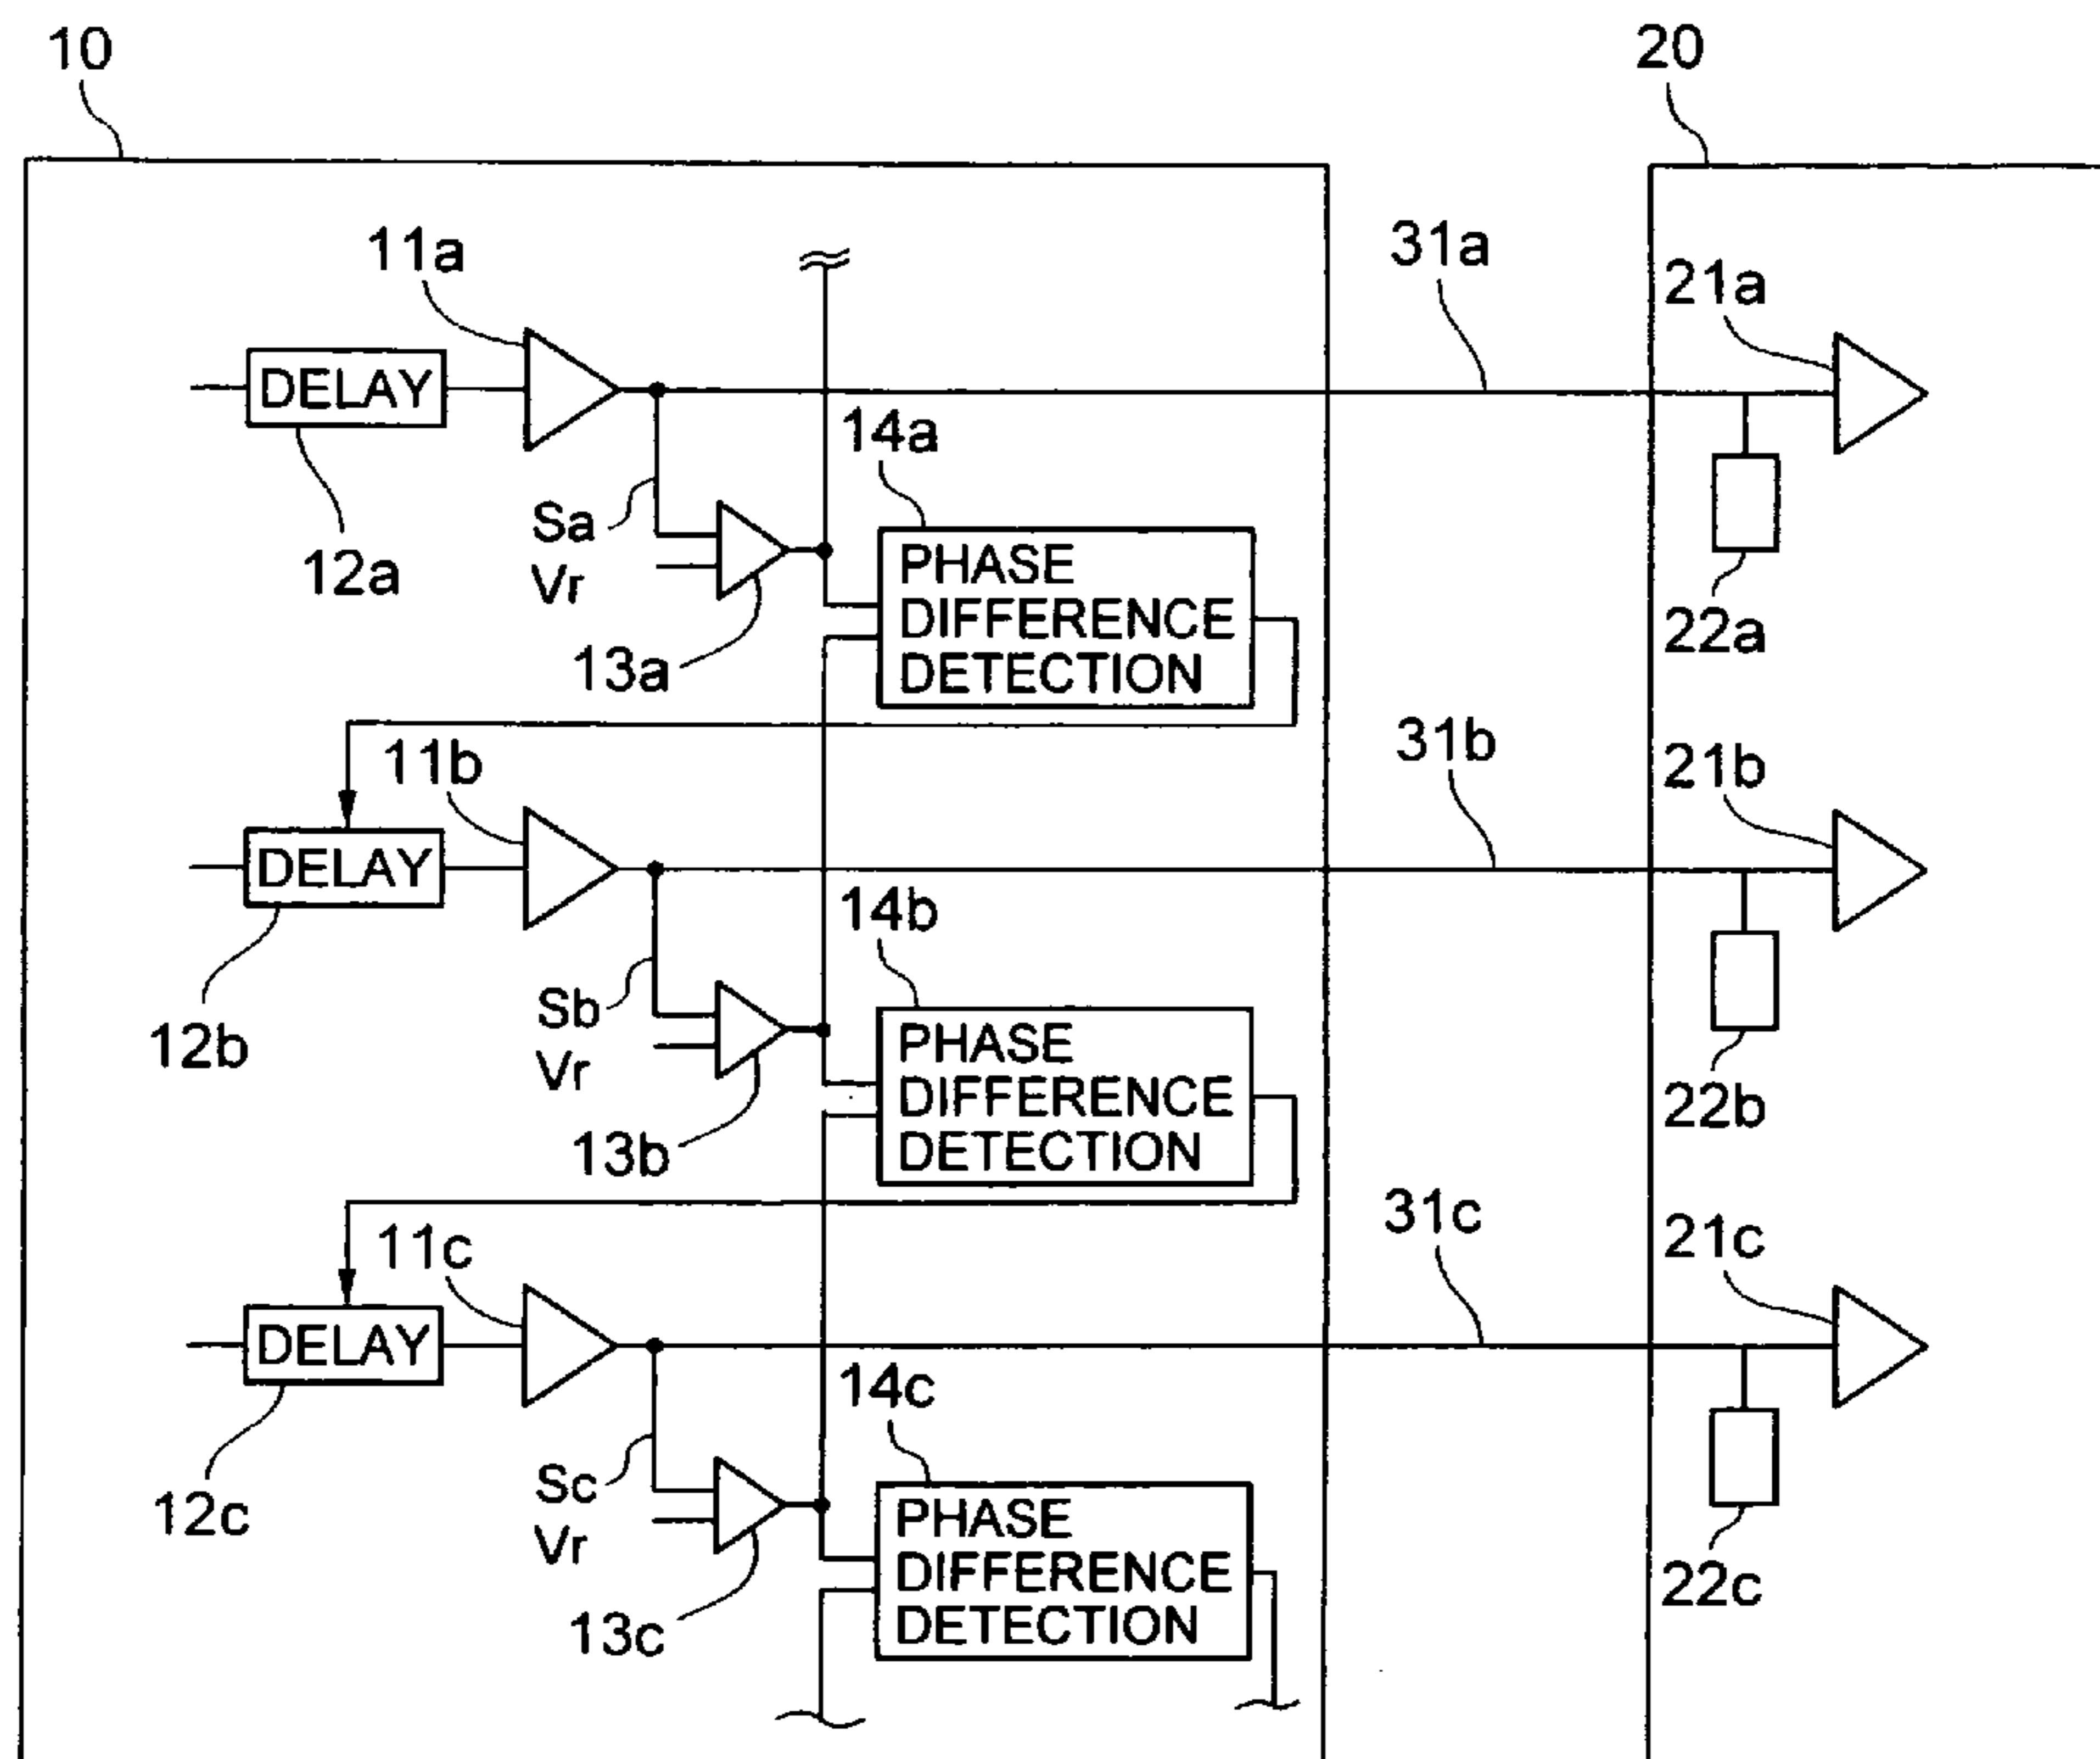 10
20
11a
31a
21a
DELAY
14a
Sa
Vr
12a
PHASE
DIFFERENCE
DETECTION
22a
13a
11b
31b
21b
DELAY
14b
Sb
Vr
12b
PHASE
DIFFERENCE
DETECTION
22b
13b
11c
31c
21c
DELAY
14c
Sc
Vr
12c
PHASE
DIFFERENCE
DETECTION
22c
13c